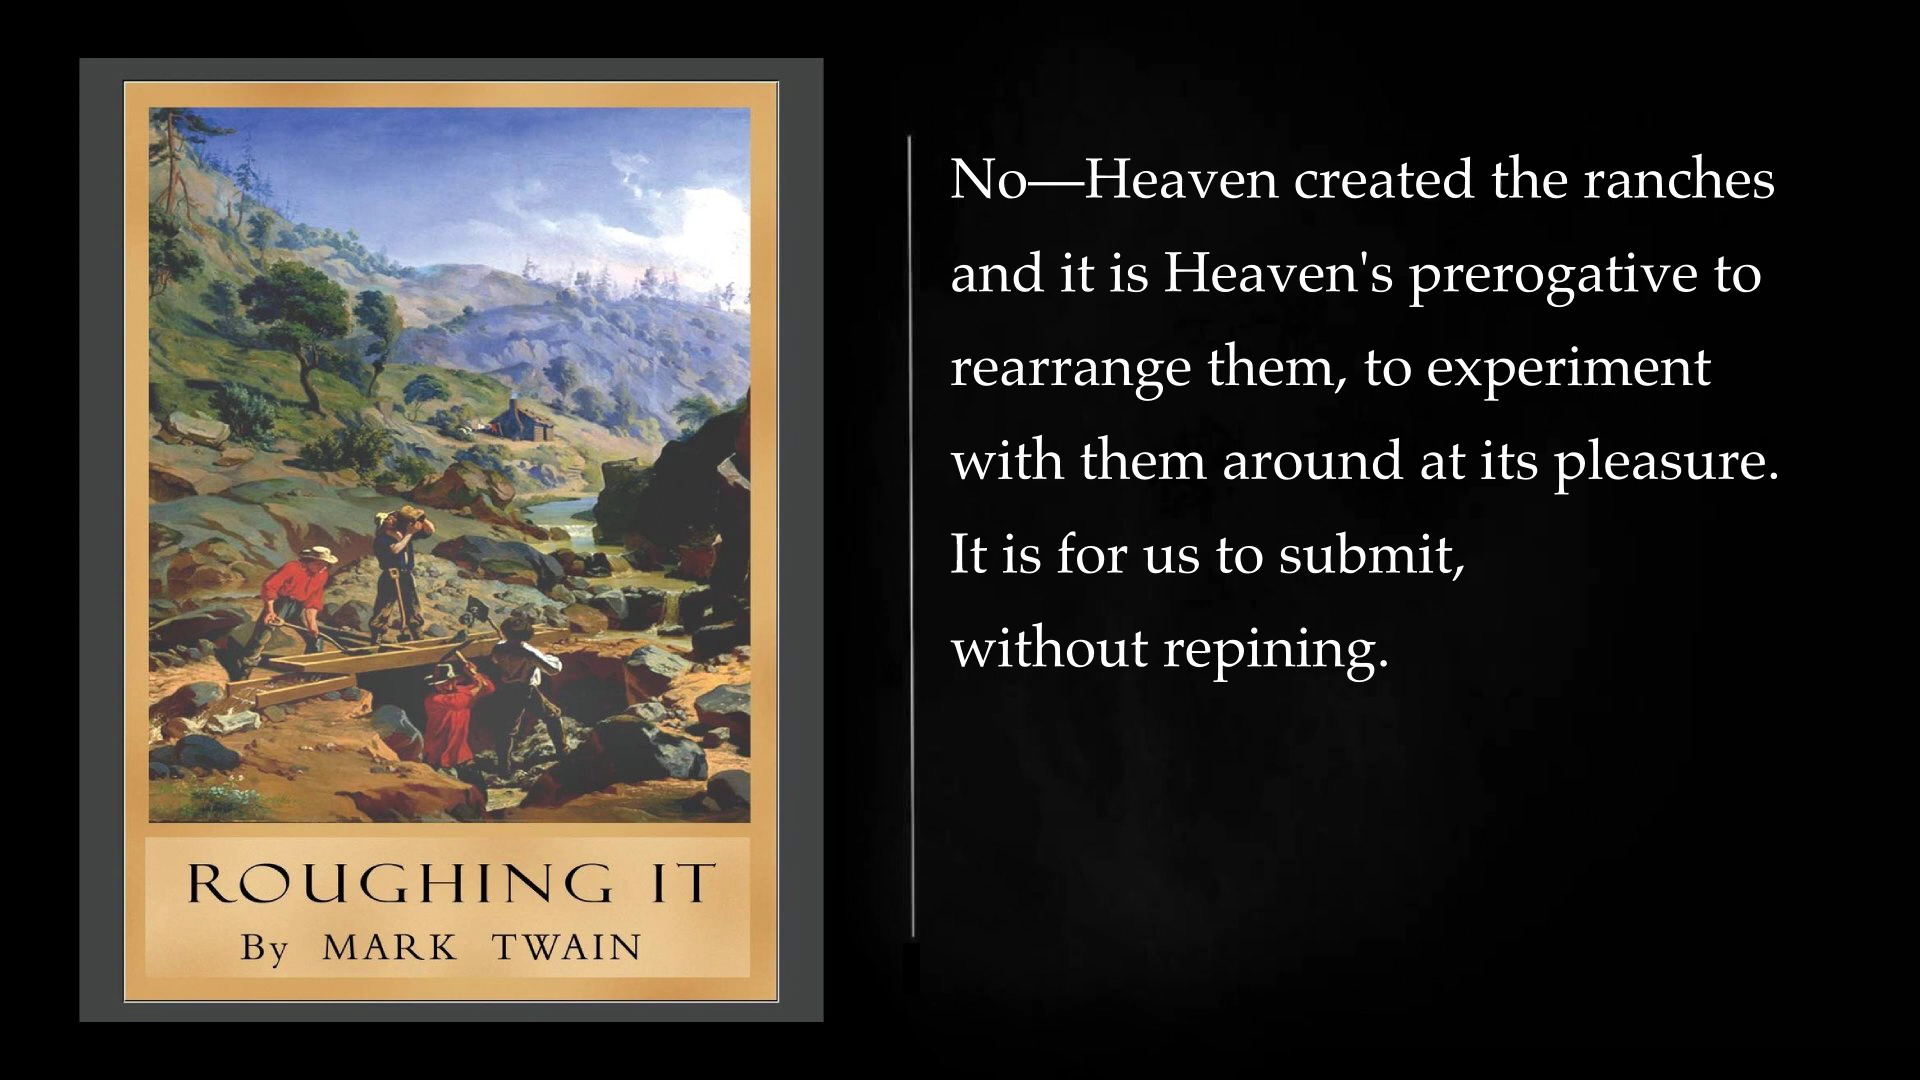 ROUGHING IT
By MARK TWAIN
No—Heaven created the ranches
and it is Heaven's prerogative to
rearrange them, to experiment
with them around at its pleasure.
It is for us to submit,
without repining.